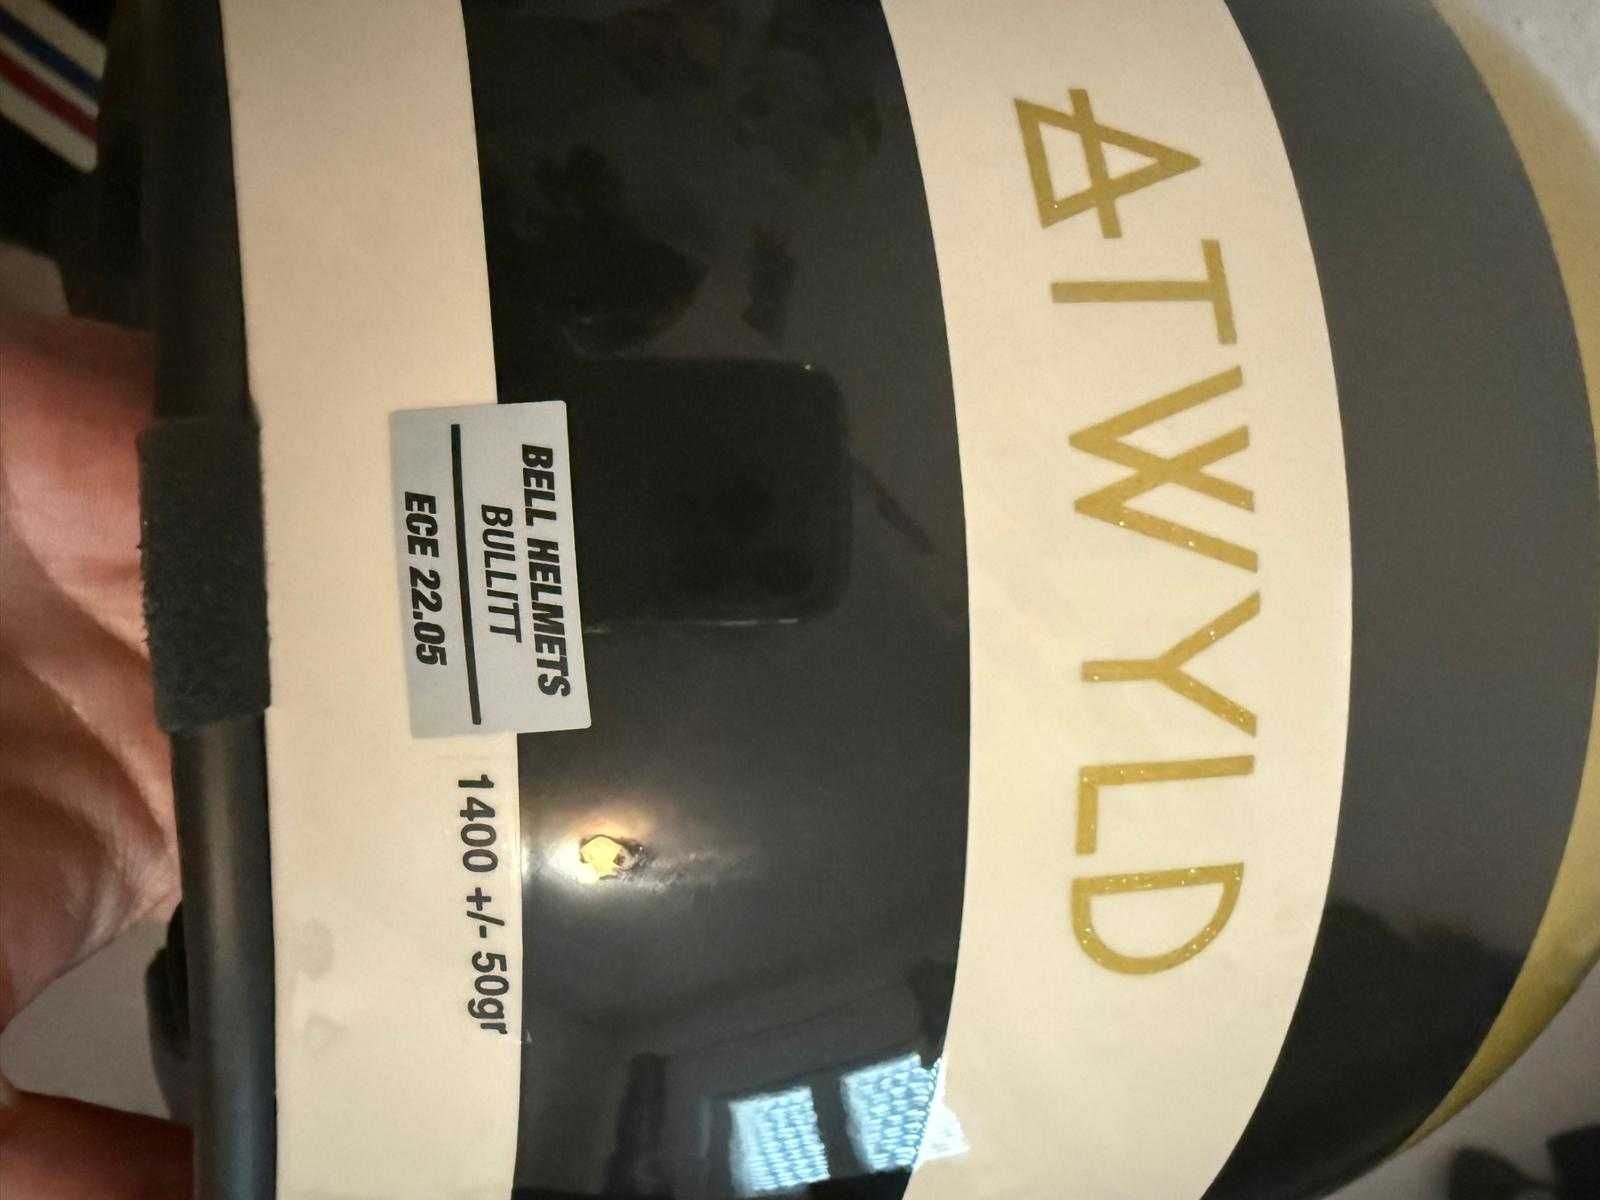 ATWYLD
BELL HELMETS
BULLITT
ECE 22.05
1400 +/- 50gr